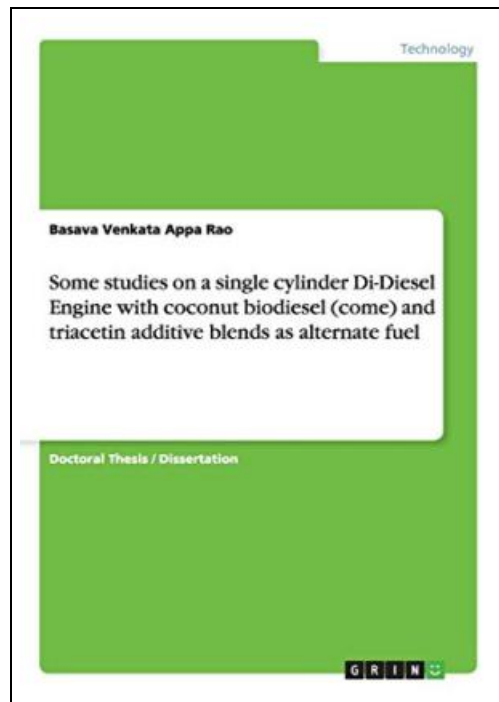 Technology
Basava Venkata Appa Rao
Some studies on a single cylinder Di-Diesel
Engine with coconut biodiesel (come) and
triacetin additive blends as alternate fuel
Doctoral Thesis / Dissertation
GRIN